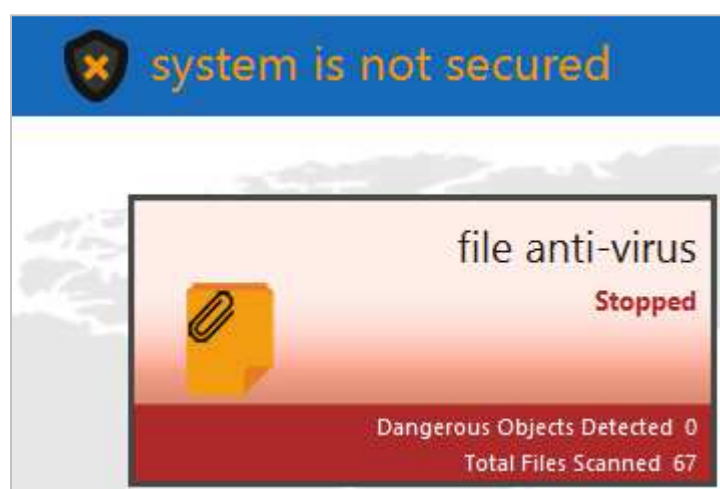 system is not secured
file anti-virus
Stopped
Dangerous Objects Detected 0
Total Files Scanned 67